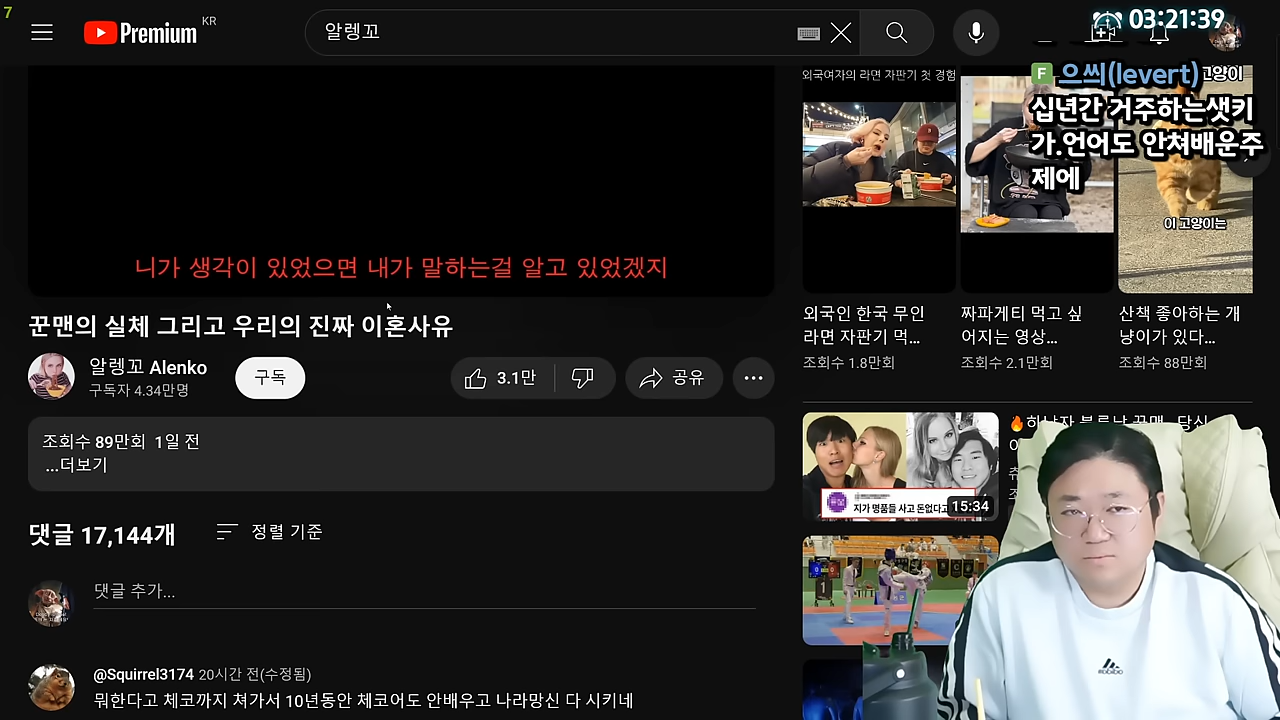 7
Premium KR
알렝꼬
03:21:39
F 으씌(levert)
십년간 거주하는샛키
가.언어도 안쳐배운주
제에
외국여자의 라면 자판기 첫 경험
고양이
이 고양이는
니가 생각이 있었으면 내가 말하는걸 알고 있었겠지
꾼맨의 실체 그리고 우리의 진짜 이혼사유
알렝꼬 Alenko
구독자 4.34만명
구독
3.1만
공유
조회수 89만회 1일 전
...더보기
댓글 17,144개
정렬 기준
댓글 추가...
@Squirrel3174 20시간 전(수정됨)
뭐한다고 체코까지 쳐가서 10년동안 체코어도 안배우고 나라망신 다 시키네
외국인 한국 무인
라면 자판기 먹...
조회수 1.8만회
짜파게티 먹고 싶
어지는 영상...
조회수 2.1만회
산책 좋아하는 개
냥이가 있다...
조회수 88만회
지가 명품들 사고 돈없다고
15:34